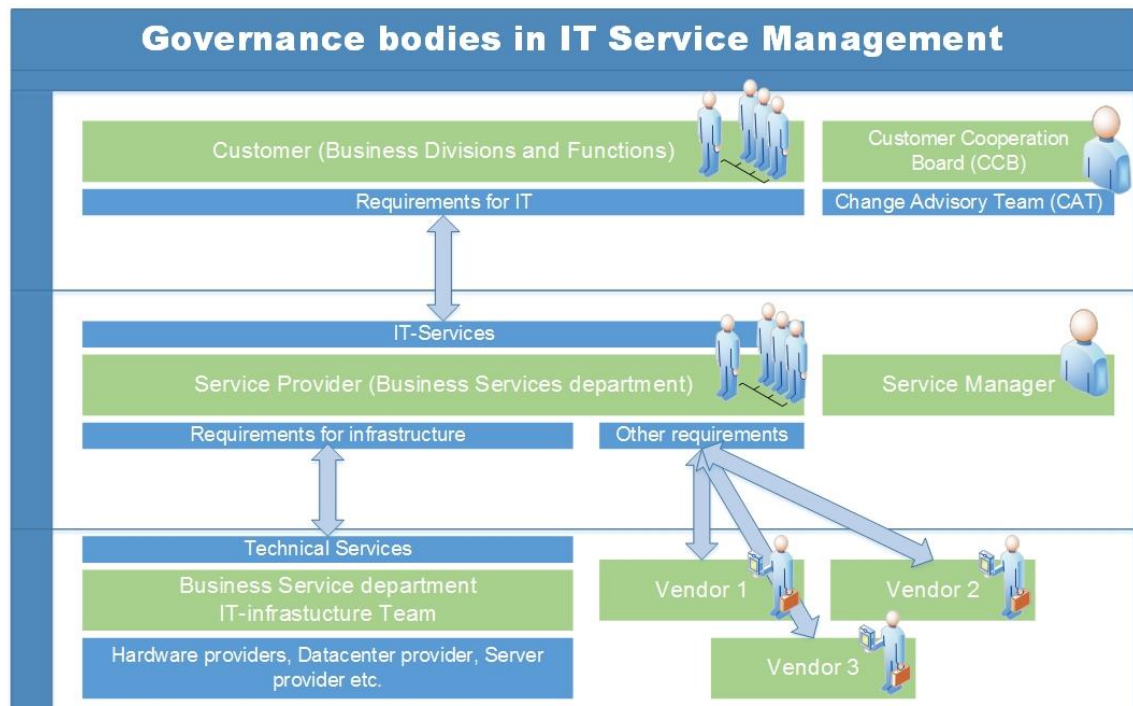 Governance bodies in IT Service Management
Customer (Business Divisions and Functions)
Customer Cooperation
Board (CCB)
Requirements for IT
Change Advisory Team (CAT)
IT-Services
Service Provider (Business Services department)
Service Manager
Requirements for infrastructure
Other requirements
Technical Services
Business Service department
IT-infrastucture Team
Vendor 1
Vendor 2
Hardware providers, Datacenter provider, Server
provider etc.
Vendor 3